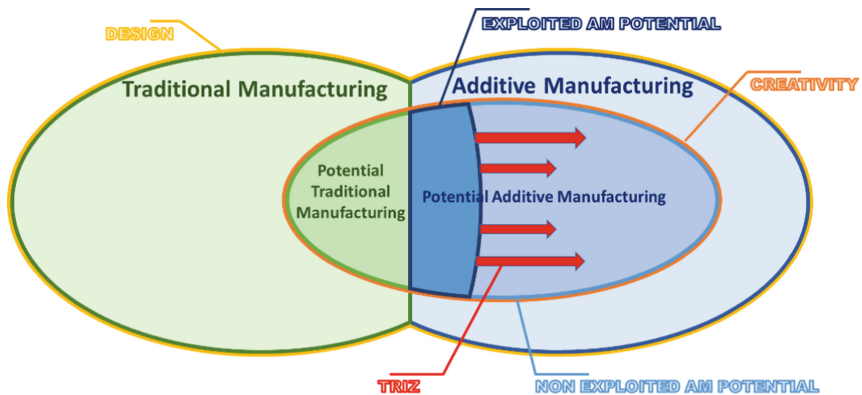 DESIGN
EXPLOITED AM POTENTIAL
Traditional Manufacturing
Additive Manufacturing
CREATIVITY
Potential
Traditional
Manufacturing
Potential Additive Manufacturing
TRIZ
NON EXPLOITED AM POTENTIAL